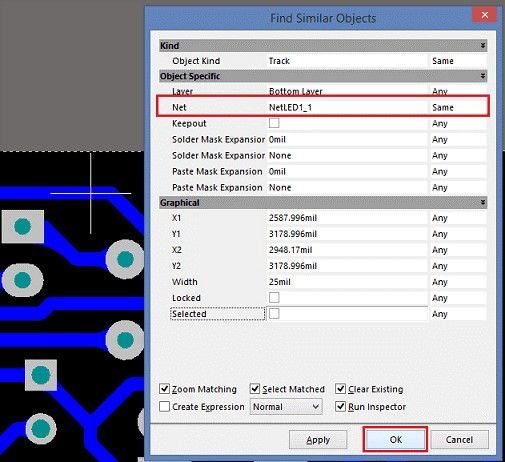 Find Similar Objects
Kind
Object Kind Track Same
Object Specific
Layer Bottom Layer Any
Net NetLED1_1 Same
Keepout Any
Solder Mask Expansion 0mil Any
Solder Mask Expansion None Any
Paste Mask Expansion 0mil Any
Paste Mask Expansion None Any
Graphical
X1 2587.996mil Any
Y1 3178.996mil Any
X2 2948.17mil Any
Y2 3178.996mil Any
Width 25mil Any
Locked Any
Selected Any
Zoom Matching Select Matched Clear Existing
Create Expression Normal Run Inspector
Apply OK Cancel